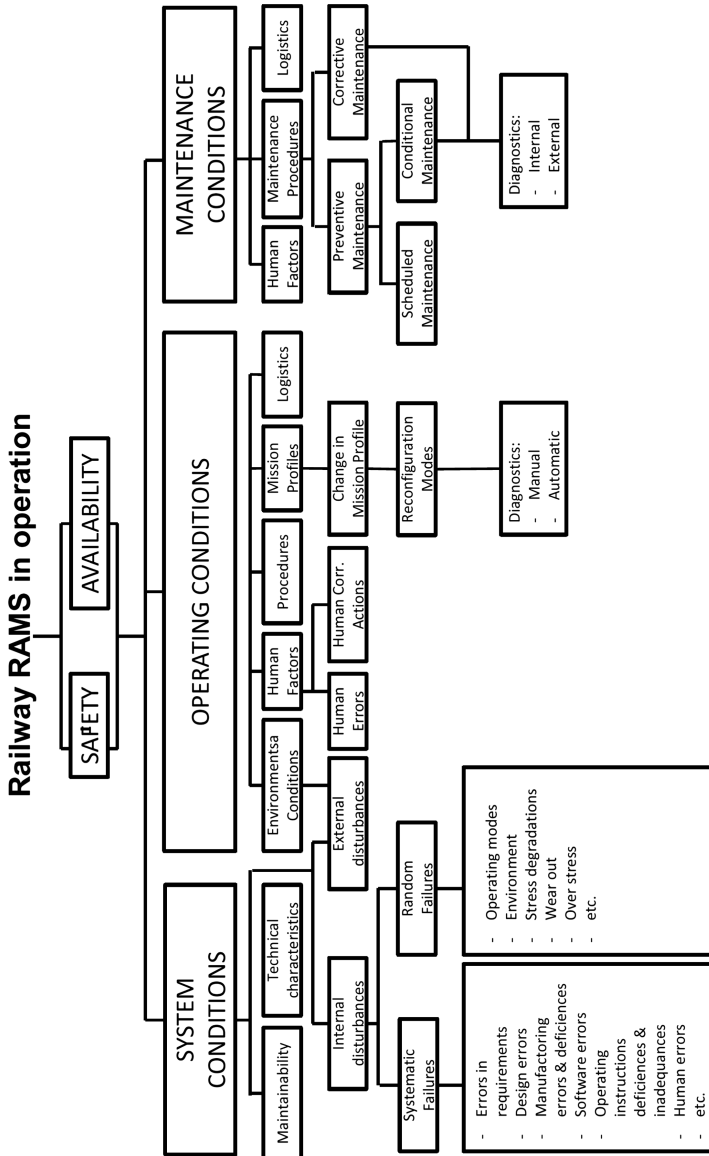 Railway RAMS in operation
SAFETY
AVAILABILITY
SYSTEM
CONDITIONS
OPERATING CONDITIONS
MAINTENANCE
CONDITIONS
Maintainability
Technical
characteristics
Environmentsa
Conditions
Human
Factors
Procedures
Mission
Profiles
Logistics
Human
Factors
Maintenance
Procedures
Logistics
Internal
disturbances
External
disturbances
Human
Errors
Human Corr.
Actions
Change in
Mission Profile
Preventive
Maintenance
Corrective
Maintenance
Systematic
Failures
Random
Failures
Reconfiguration
Modes
Scheduled
Maintenance
Conditional
Maintenance
- Errors in
requirements
- Design errors
- Manufactoring
errors & deficiences
- Software errors
- Operating
instructions
deficiences &
inadequances
- Human errors
- etc.
- Operating modes
- Environment
- Stress degradations
- Wear out
- Over stress
- etc.
Diagnostics:
- Manual
- Automatic
Diagnostics:
- Internal
- External